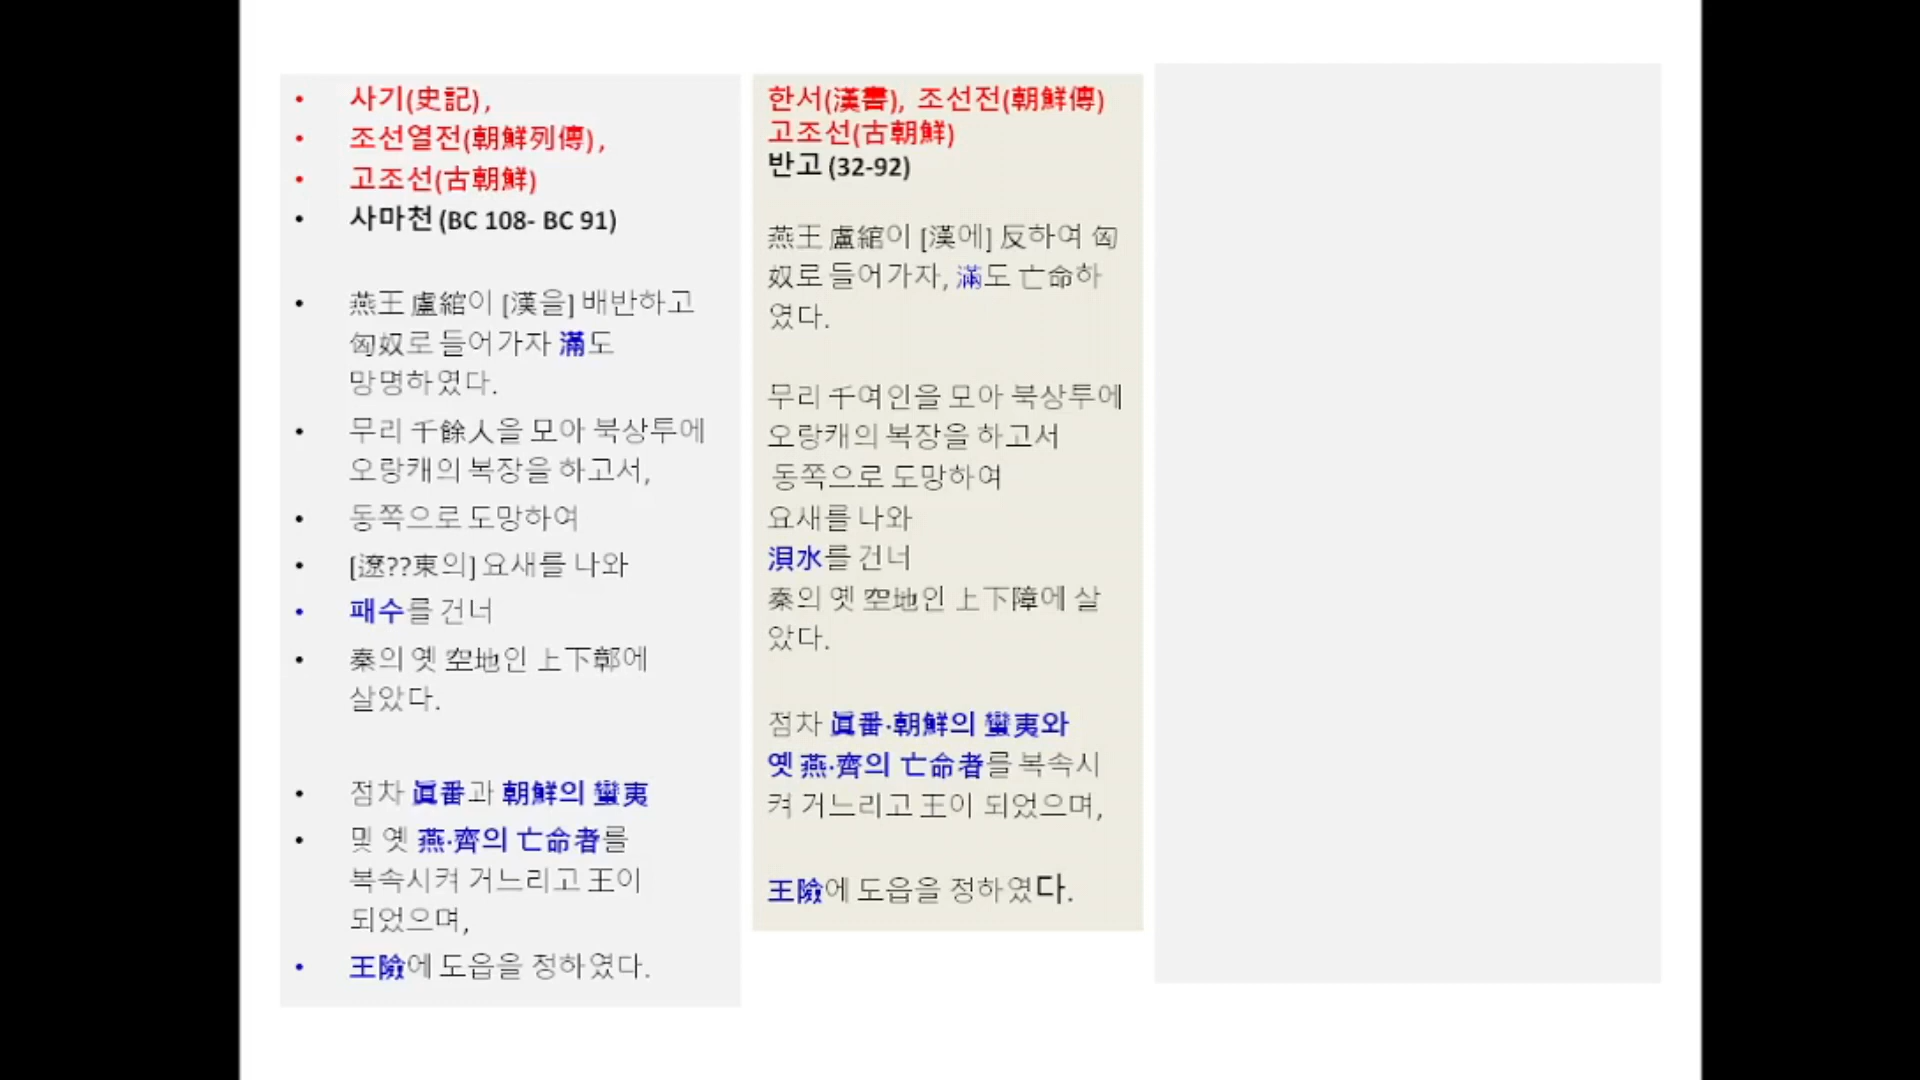 • 사기(史記),
• 조선열전(朝鮮列傳),
• 고조선(古朝鮮)
• 사마천 (BC 108- BC 91)
• 燕王 盧綰이 [漢을] 배반하고
匈奴로 들어가자 滿도
망명하였다.
• 무리 千餘人을 모아 북상투에
오랑캐의 복장을 하고서,
• 동쪽으로 도망하여
• [遼??東의] 요새를 나와
• 패수를 건너
• 秦의 옛 空地인 上下鄣에
살았다.
• 점차 眞番과 朝鮮의 蠻夷
• 및 옛 燕·齊의 亡命者를
복속시켜 거느리고 王이
되었으며,
• 王險에 도읍을 정하였다.
한서(漢書), 조선전(朝鮮傳)
고조선(古朝鮮)
반고 (32-92)
燕王 盧綰이 [漢에] 反하여 匈
奴로 들어가자, 滿도 亡命하
였다.
무리 千여인을 모아 북상투에
오랑캐의 복장을 하고서
동쪽으로 도망하여
요새를 나와
浿水를 건너
秦의 옛 空地인 上下障에 살
았다.
점차 眞番·朝鮮의 蠻夷와
옛 燕·齊의 亡命者를 복속시
켜 거느리고 王이 되었으며,
王險에 도읍을 정하였다.